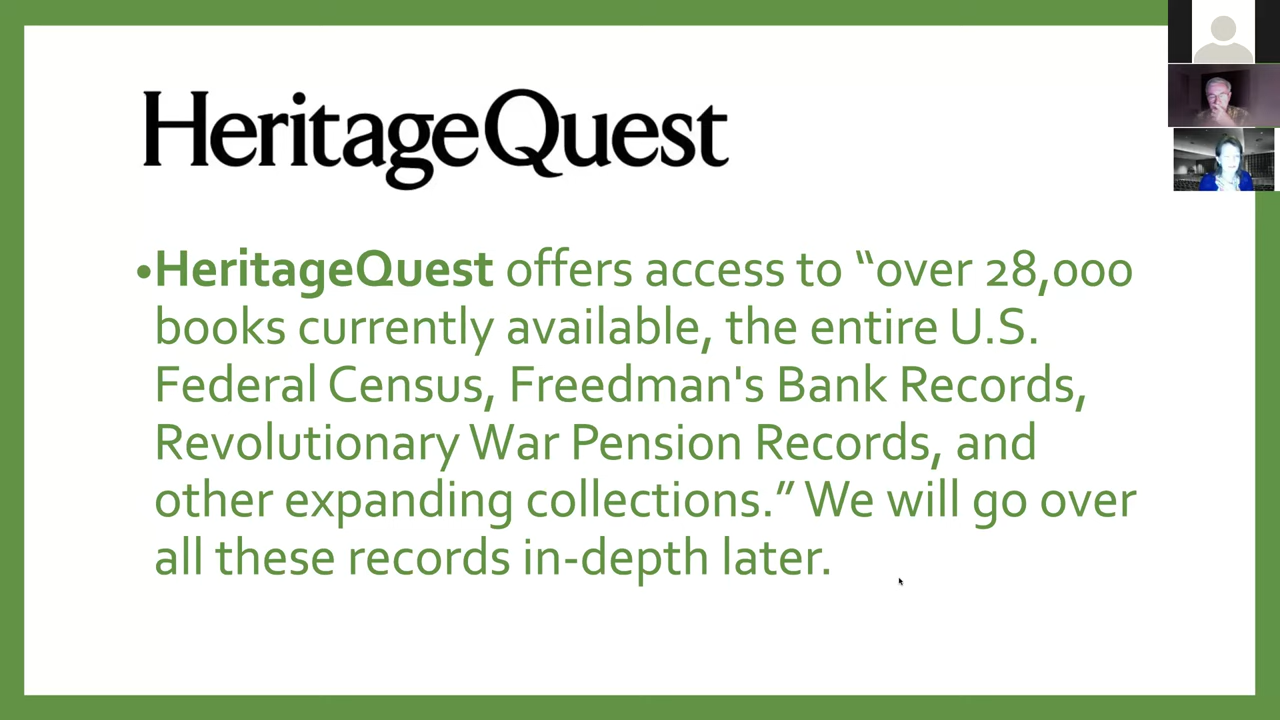 HeritageQuest
•HeritageQuest offers access to “over 28,000
books currently available, the entire U.S.
Federal Census, Freedman's Bank Records,
Revolutionary War Pension Records, and
other expanding collections.” We will go over
all these records in-depth later.